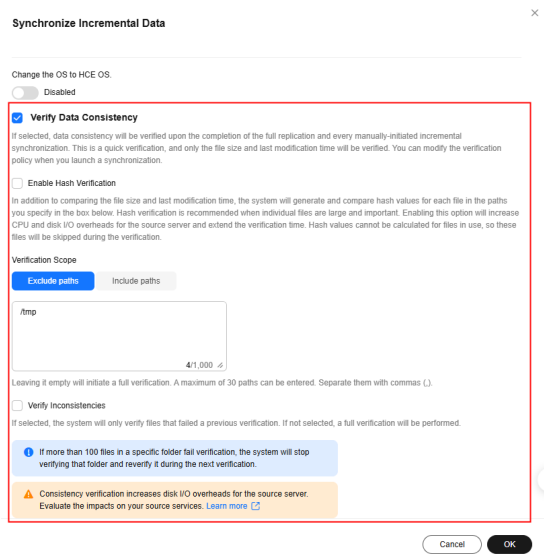 Synchronize Incremental Data
Change the OS to HCE OS.
Disabled
Verify Data Consistency
If selected, data consistency will be verified upon the completion of the full replication and every manually-initiated incremental
synchronization. This is a quick verification, and only the file size and last modification time will be verified. You can modify the verification
policy when you launch a synchronization.
Enable Hash Verification
In addition to comparing the file size and last modification time, the system will generate and compare hash values for each file in the paths
you specify in the box below. Hash verification is recommended when individual files are large and important. Enabling this option will increase
CPU and disk I/O overheads for the source server and extend the verification time. Hash values cannot be calculated for files in use, so these
files will be skipped during the verification.
Verification Scope
Exclude paths
Include paths
/tmp
4/1,000
Leaving it empty will initiate a full verification. A maximum of 30 paths can be entered. Separate them with commas (,).
Verify Inconsistencies
If selected, the system will only verify files that failed a previous verification. If not selected, a full verification will be performed.
If more than 100 files in a specific folder fail verification, the system will stop
verifying that folder and reverify it during the next verification.
Consistency verification increases disk I/O overheads for the source server.
Evaluate the impacts on your source services. Learn more
Cancel
OK